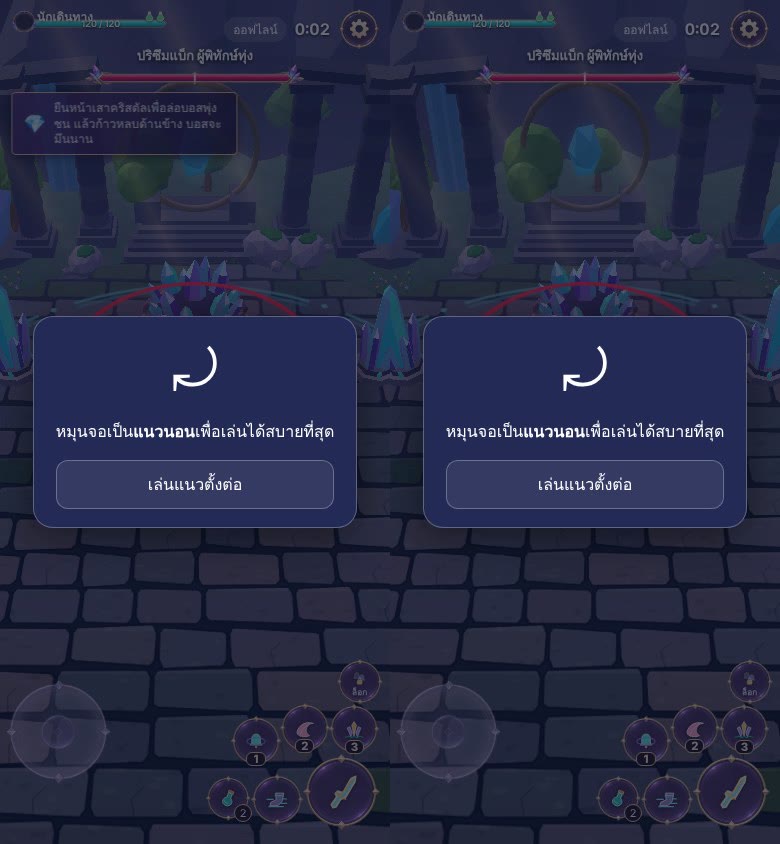 นักเดินทาง
120 / 120
ออฟไลน์
0:02
ปริซึมแบ็ก ผู้พิทักษ์ทุ่ง
ยืนหน้าเสาคริสตัลเพื่อล่อบอสพุ่ง
ชน แล้วก้าวหลบด้านข้าง บอสจะ
มึนนาน
หมุนจอเป็นแนวนอนเพื่อเล่นได้สบายที่สุด
เล่นแนวตั้งต่อ
ล็อก
1
2
3
2
นักเดินทาง
120 / 120
ออฟไลน์
0:02
ปริซึมแบ็ก ผู้พิทักษ์ทุ่ง
หมุนจอเป็นแนวนอนเพื่อเล่นได้สบายที่สุด
เล่นแนวตั้งต่อ
ล็อก
1
2
3
2